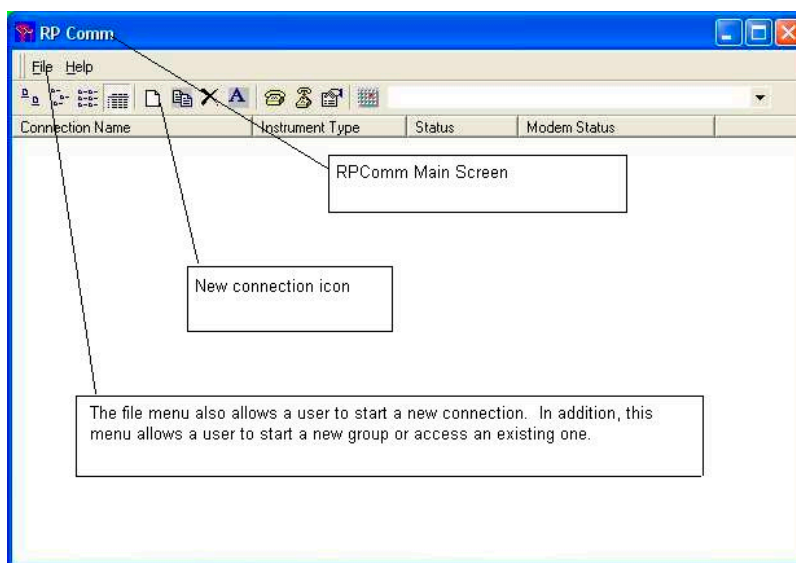 RP Comm
File Help
A
Connection Name Instrument Type Status Modem Status
RPComm Main Screen
New connection icon
The file menu also allows a user to start a new connection. In addition, this
menu allows a user to start a new group or access an existing one.